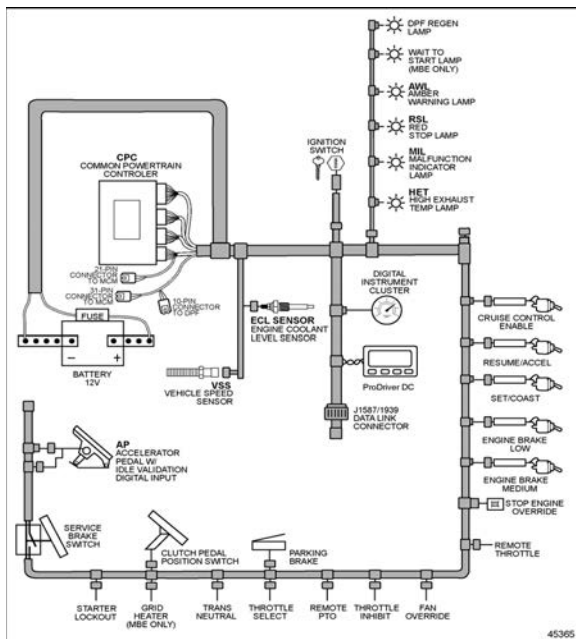 DPF REGEN
LAMP
WAIT TO
START LAMP
(MBE ONLY)
AWL
AMBER
WARNING LAMP
RSL
RED
STOP LAMP
MIL
MALFUNCTION
INDICATOR
LAMP
HET
HIGH EXHAUST
TEMP LAMP
IGNITION
SWITCH
CPC
COMMON POWERTRAIN
CONTROLER
21-PIN
CONNECTOR
TO MCM
31-PIN
CONNECTOR
TO MCM
10-PIN
CONNECTOR
TO DPF
FUSE
BATTERY
12V
ECL SENSOR
ENGINE COOLANT
LEVEL SENSOR
VSS
VEHICLE SPEED
SENSOR
DIGITAL
INSTRUMENT
CLUSTER
ProDriver DC
J1587/1939
DATA LINK
CONNECTOR
CRUISE CONTROL
ENABLE
RESUME/ACCEL
SET/COAST
ENGINE BRAKE
LOW
ENGINE BRAKE
MEDIUM
STOP ENGINE
OVERRIDE
REMOTE
THROTTLE
AP
ACCELERATOR
PEDAL W/
IDLE VALIDATION
DIGITAL INPUT
SERVICE
BRAKE
SWITCH
CLUTCH PEDAL
POSITION SWITCH
PARKING
BRAKE
STARTER
LOCKOUT
GRID
HEATER
(MBE ONLY)
TRANS
NEUTRAL
THROTTLE
SELECT
REMOTE
PTO
THROTTLE
INHIBIT
FAN
OVERRIDE
45365